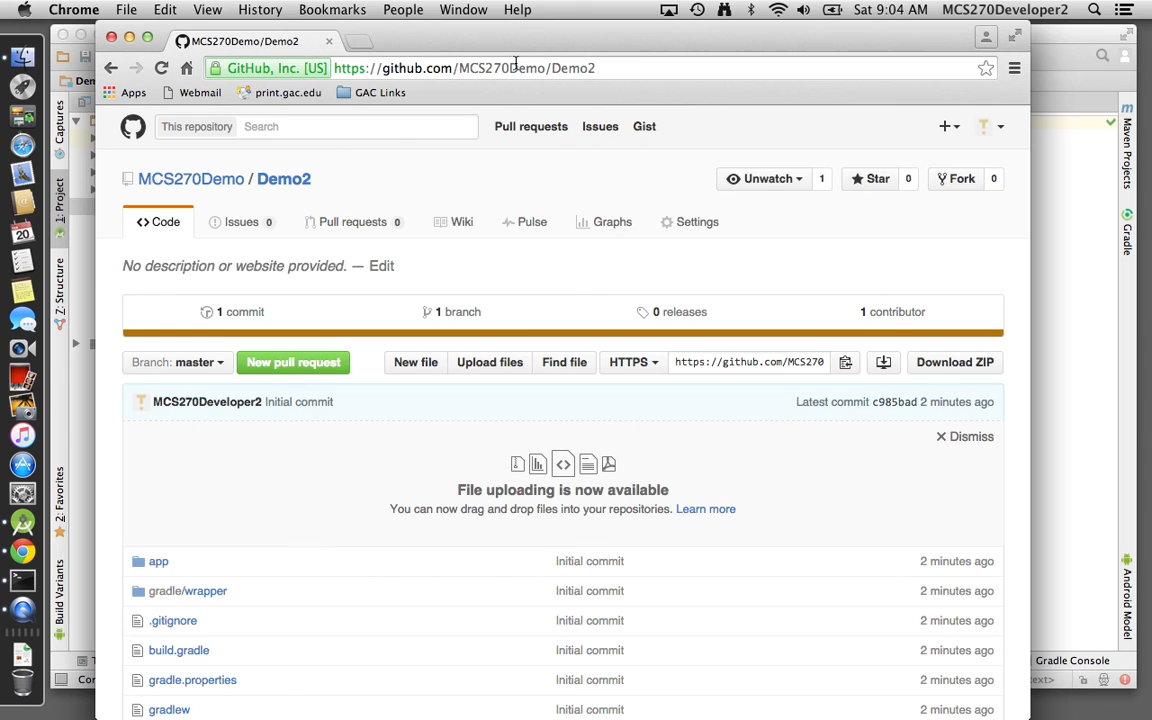 Chrome File Edit View History Bookmarks People Window Help Sat 9:04 AM MCS270Developer2
MCS270Demo/Demo2
GitHub, Inc. [US] https://github.com/MCS270Demo/Demo2
Apps Webmail print.gac.edu GAC Links
This repository Search Pull requests Issues Gist
MCS270Demo / Demo2 Unwatch 1 Star 0 Fork 0
Code Issues 0 Pull requests 0 Wiki Pulse Graphs Settings
No description or website provided. — Edit
1 commit 1 branch 0 releases 1 contributor
Branch: master New pull request New file Upload files Find file HTTPS https://github.com/MCS270 Download ZIP
MCS270Developer2 Initial commit Latest commit c985bad 2 minutes ago
Dismiss
File uploading is now available
You can now drag and drop files into your repositories. Learn more
app Initial commit 2 minutes ago
gradle/wrapper Initial commit 2 minutes ago
.gitignore Initial commit 2 minutes ago
build.gradle Initial commit 2 minutes ago
gradle.properties Initial commit 2 minutes ago
gradlew Initial commit 2 minutes ago
Captures
1: Project
7: Structure
2: Favorites
Build Variants
Maven Projects
Gradle
Android Model
Gradle Console
20